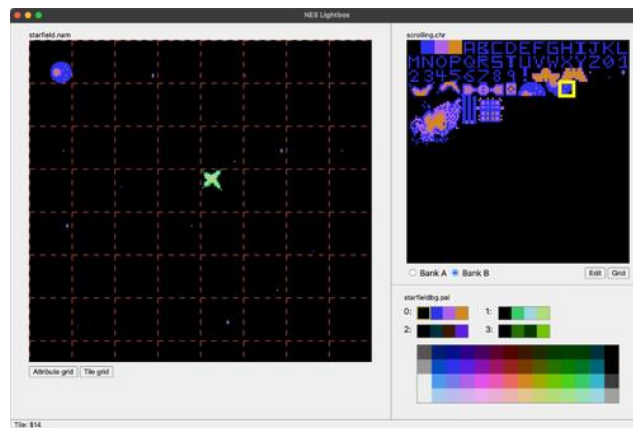 NES Lightbox
starfield.nam
scrolling.chr
ABCDEFGHIJKL
MNOPQRSTUVWXYZ01
23456789!
Bank A
Bank B
Edit
Grid
starfieldbg.pal
0:
1:
2:
3:
Attribute grid
Tile grid
Tile: $14